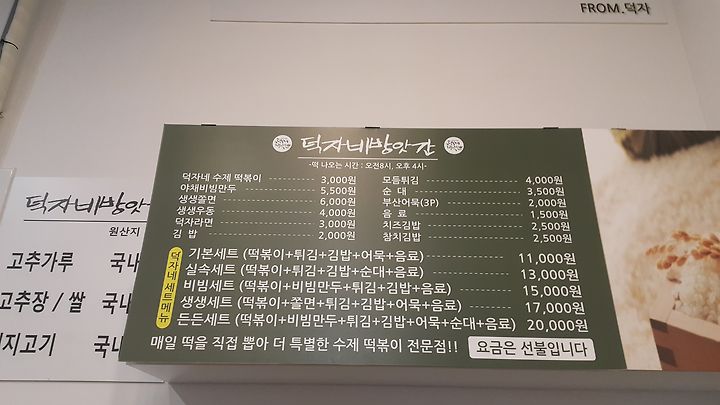 FROM.덕자
덕자네방앗간
-떡 나오는 시간 : 오전8시, 오후 4시-
덕자네 수제 떡볶이 3,000원
야채비빔만두 5,500원
생생쫄면 6,000원
생생우동 4,000원
덕자라면 3,000원
김 밥 2,000원
모듬튀김 4,000원
순 대 3,500원
부산어묵(3P) 2,000원
음 료 1,500원
치즈김밥 2,500원
참치김밥 2,500원
덕자네 세트메뉴
기본세트 (떡볶이+튀김+김밥+어묵+음료) 11,000원
실속세트 (떡볶이+튀김+김밥+순대+음료) 13,000원
비빔세트 (떡볶이+비빔만두+튀김+김밥+음료) 15,000원
생생세트 (떡볶이+쫄면+튀김+김밥+어묵+음료) 17,000원
든든세트 (떡볶이+비빔만두+튀김+김밥+어묵+순대+음료) 20,000원
매일 떡을 직접 뽑아 더 특별한 수제 떡볶이 전문점!!
요금은 선불입니다
덕자네방앗
원산지
고추가루 국내
고추장 / 쌀 국내
지고기 국내